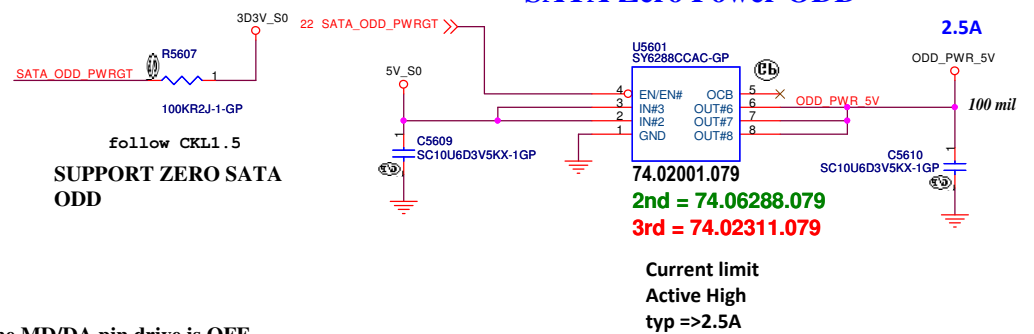 SATA Zero Power ODD
3D3V_S0
22 SATA_ODD_PWRGT
R5607
SATA_ODD_PWRGT
1
100KR2J-1-GP
follow CKL1.5
SUPPORT ZERO SATA
ODD
5V_S0
1
C5609
SC10U6D3V5KX-1GP
U5601
SY6288CCAC-GP
4 EN/EN# OCB 5
3 IN#3 OUT#6 6
2 IN#2 OUT#7 7
1 GND OUT#8 8
ODD_PWR_5V
74.02001.079
2nd = 74.06288.079
3rd = 74.02311.079
Current limit
Active High
typ =>2.5A
2.5A
ODD_PWR_5V
100 mil
1
C5610
SC10U6D3V5KX-1GP
MD/DA pin drive is OFF